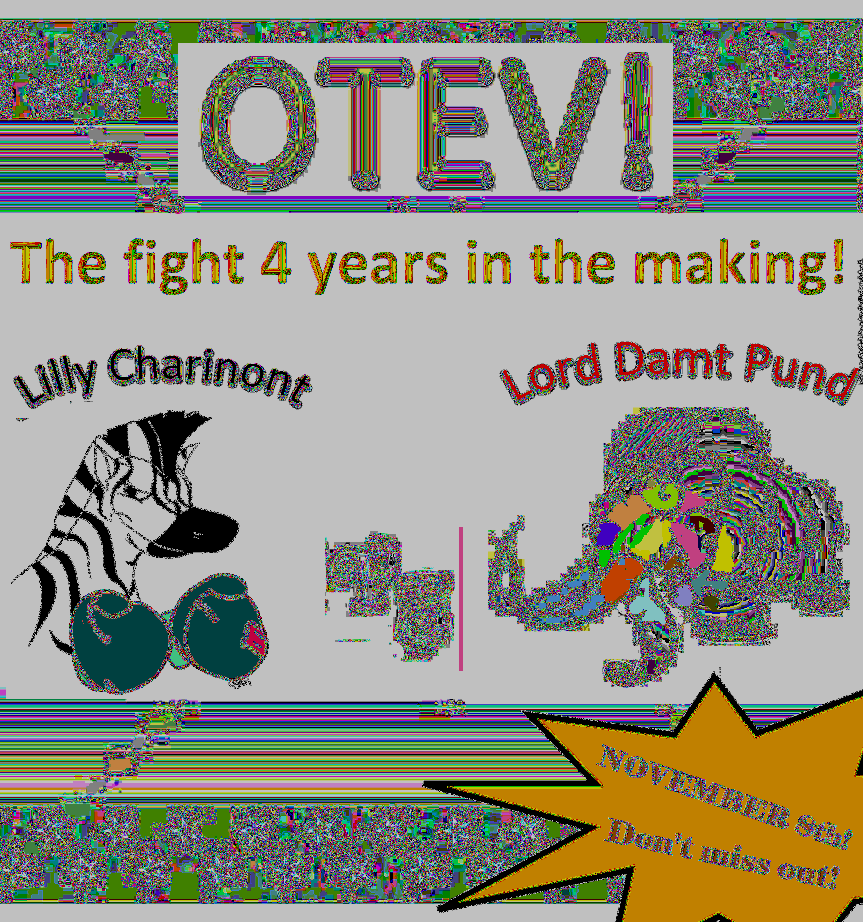 OTEV!
The fight 4 years in the making!
Lilly Charinont
Lord Damt Pund
NOVEMBER 8th!
Don't miss out!